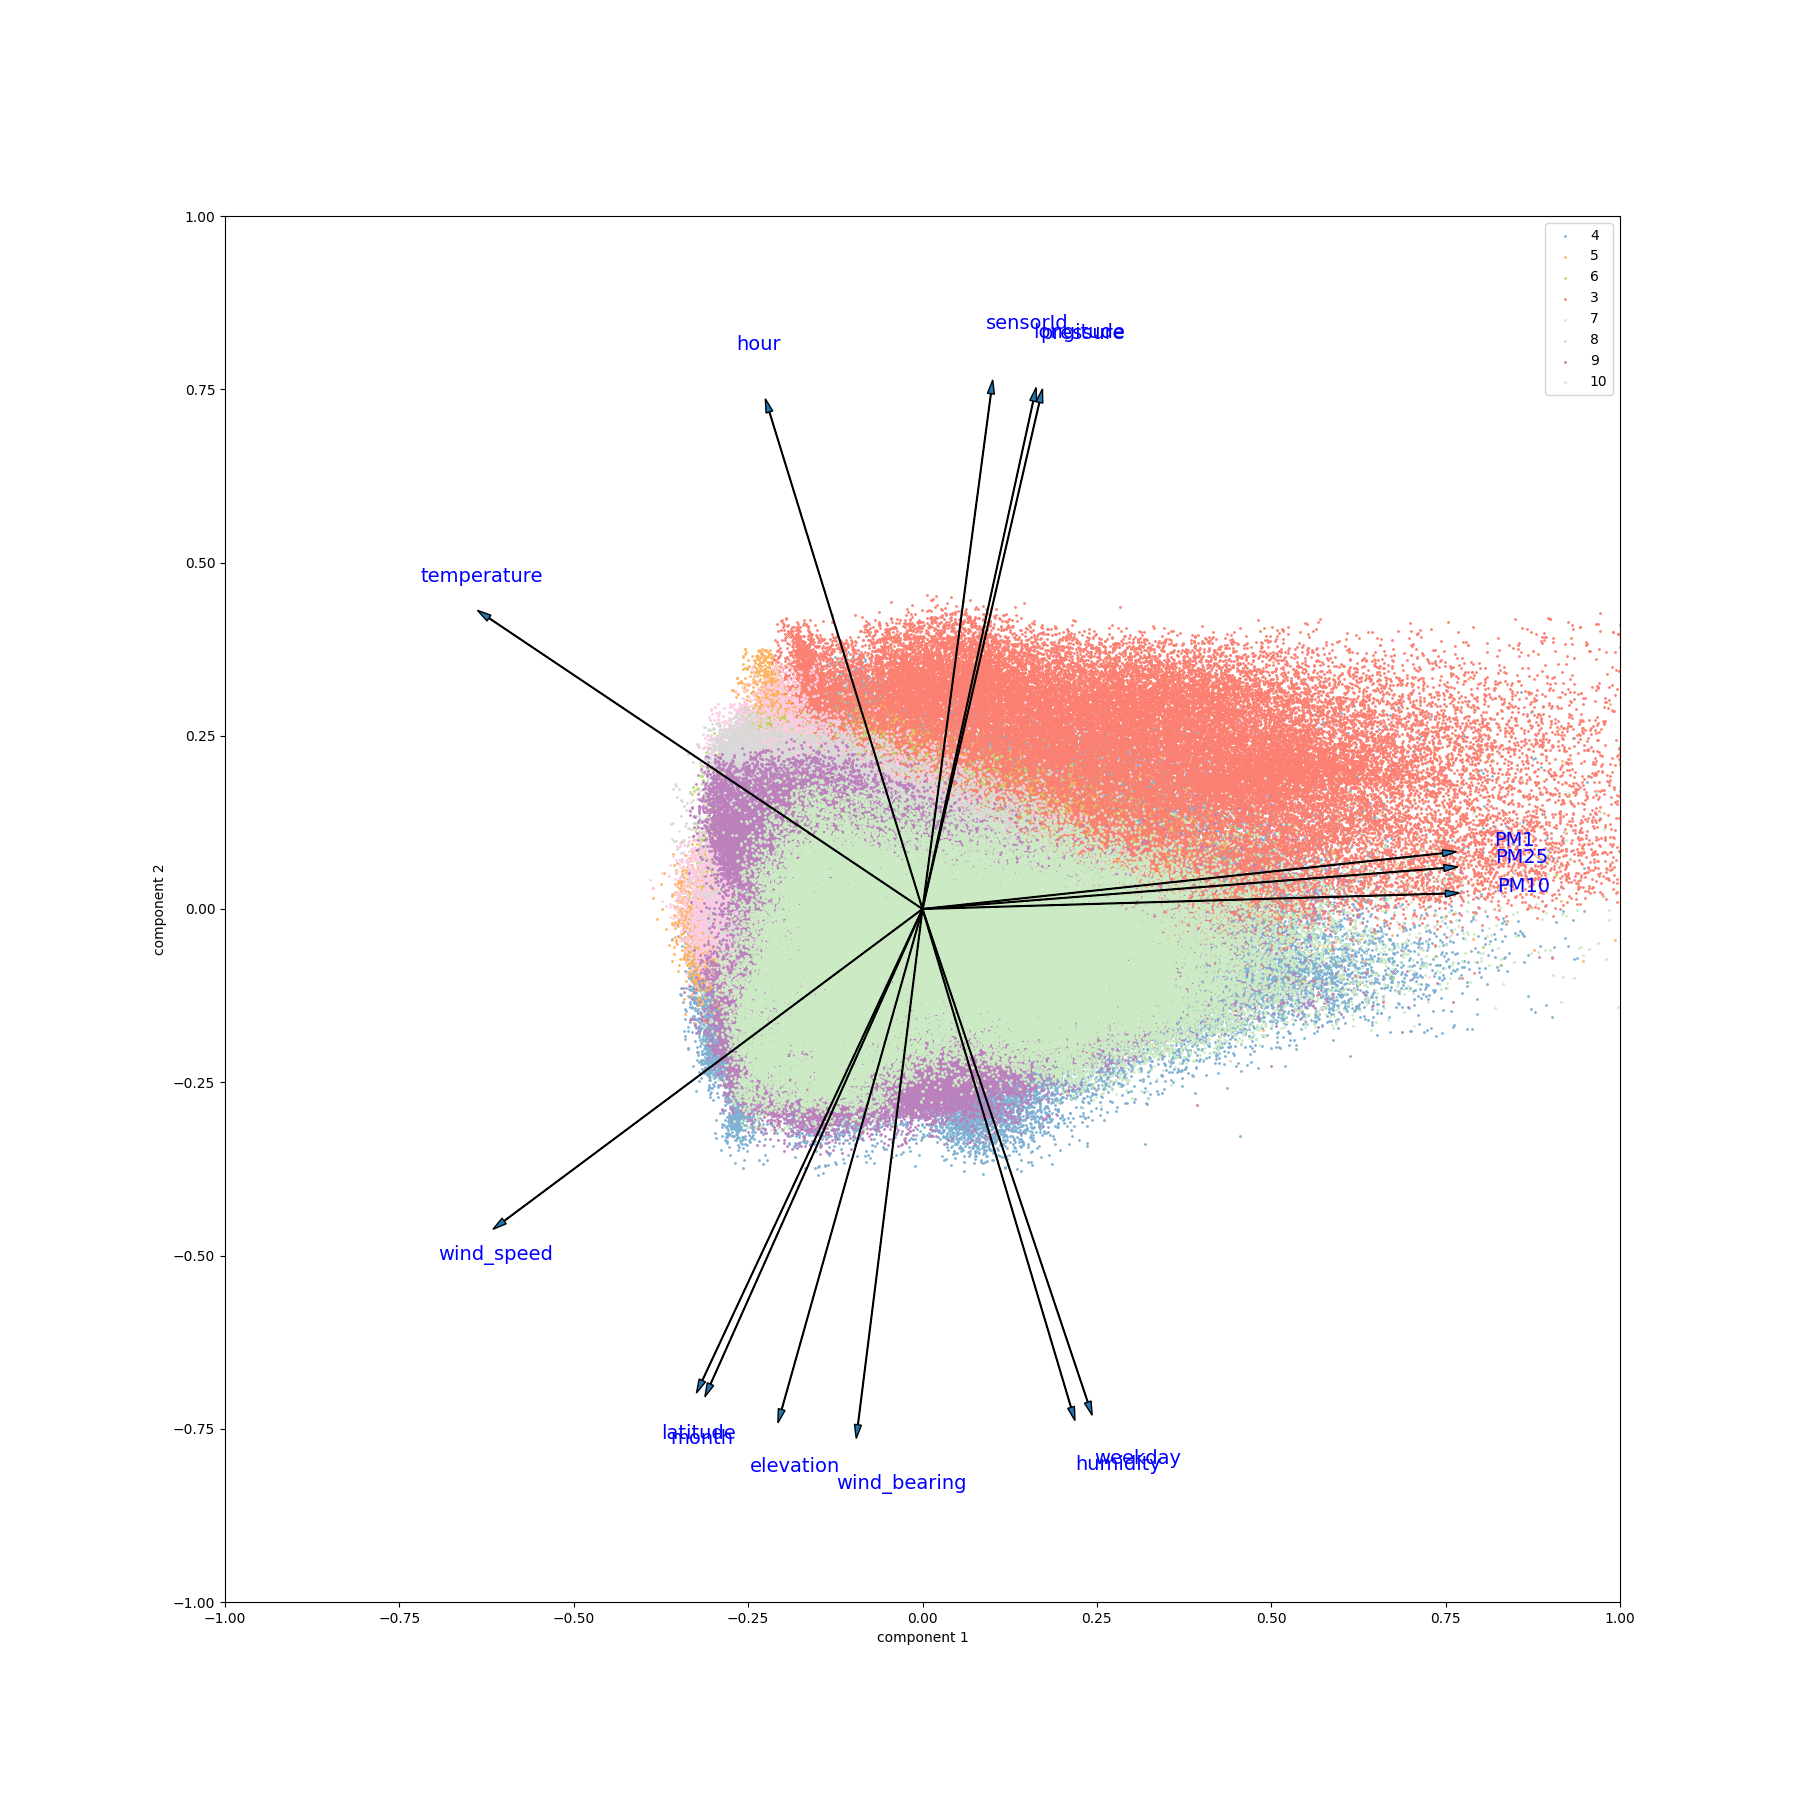 1.00
4
5
6
3
7
8
9
10
sensorId
longitude
pressure
hour
0.75
temperature
0.50
0.25
PM1
PM25
PM10
0.00
component 2
−0.25
−0.50
wind_speed
−0.75
latitude
month
weekday
humidity
elevation
wind_bearing
−1.00
−1.00 −0.75 −0.50 −0.25 0.00 0.25 0.50 0.75 1.00
component 1